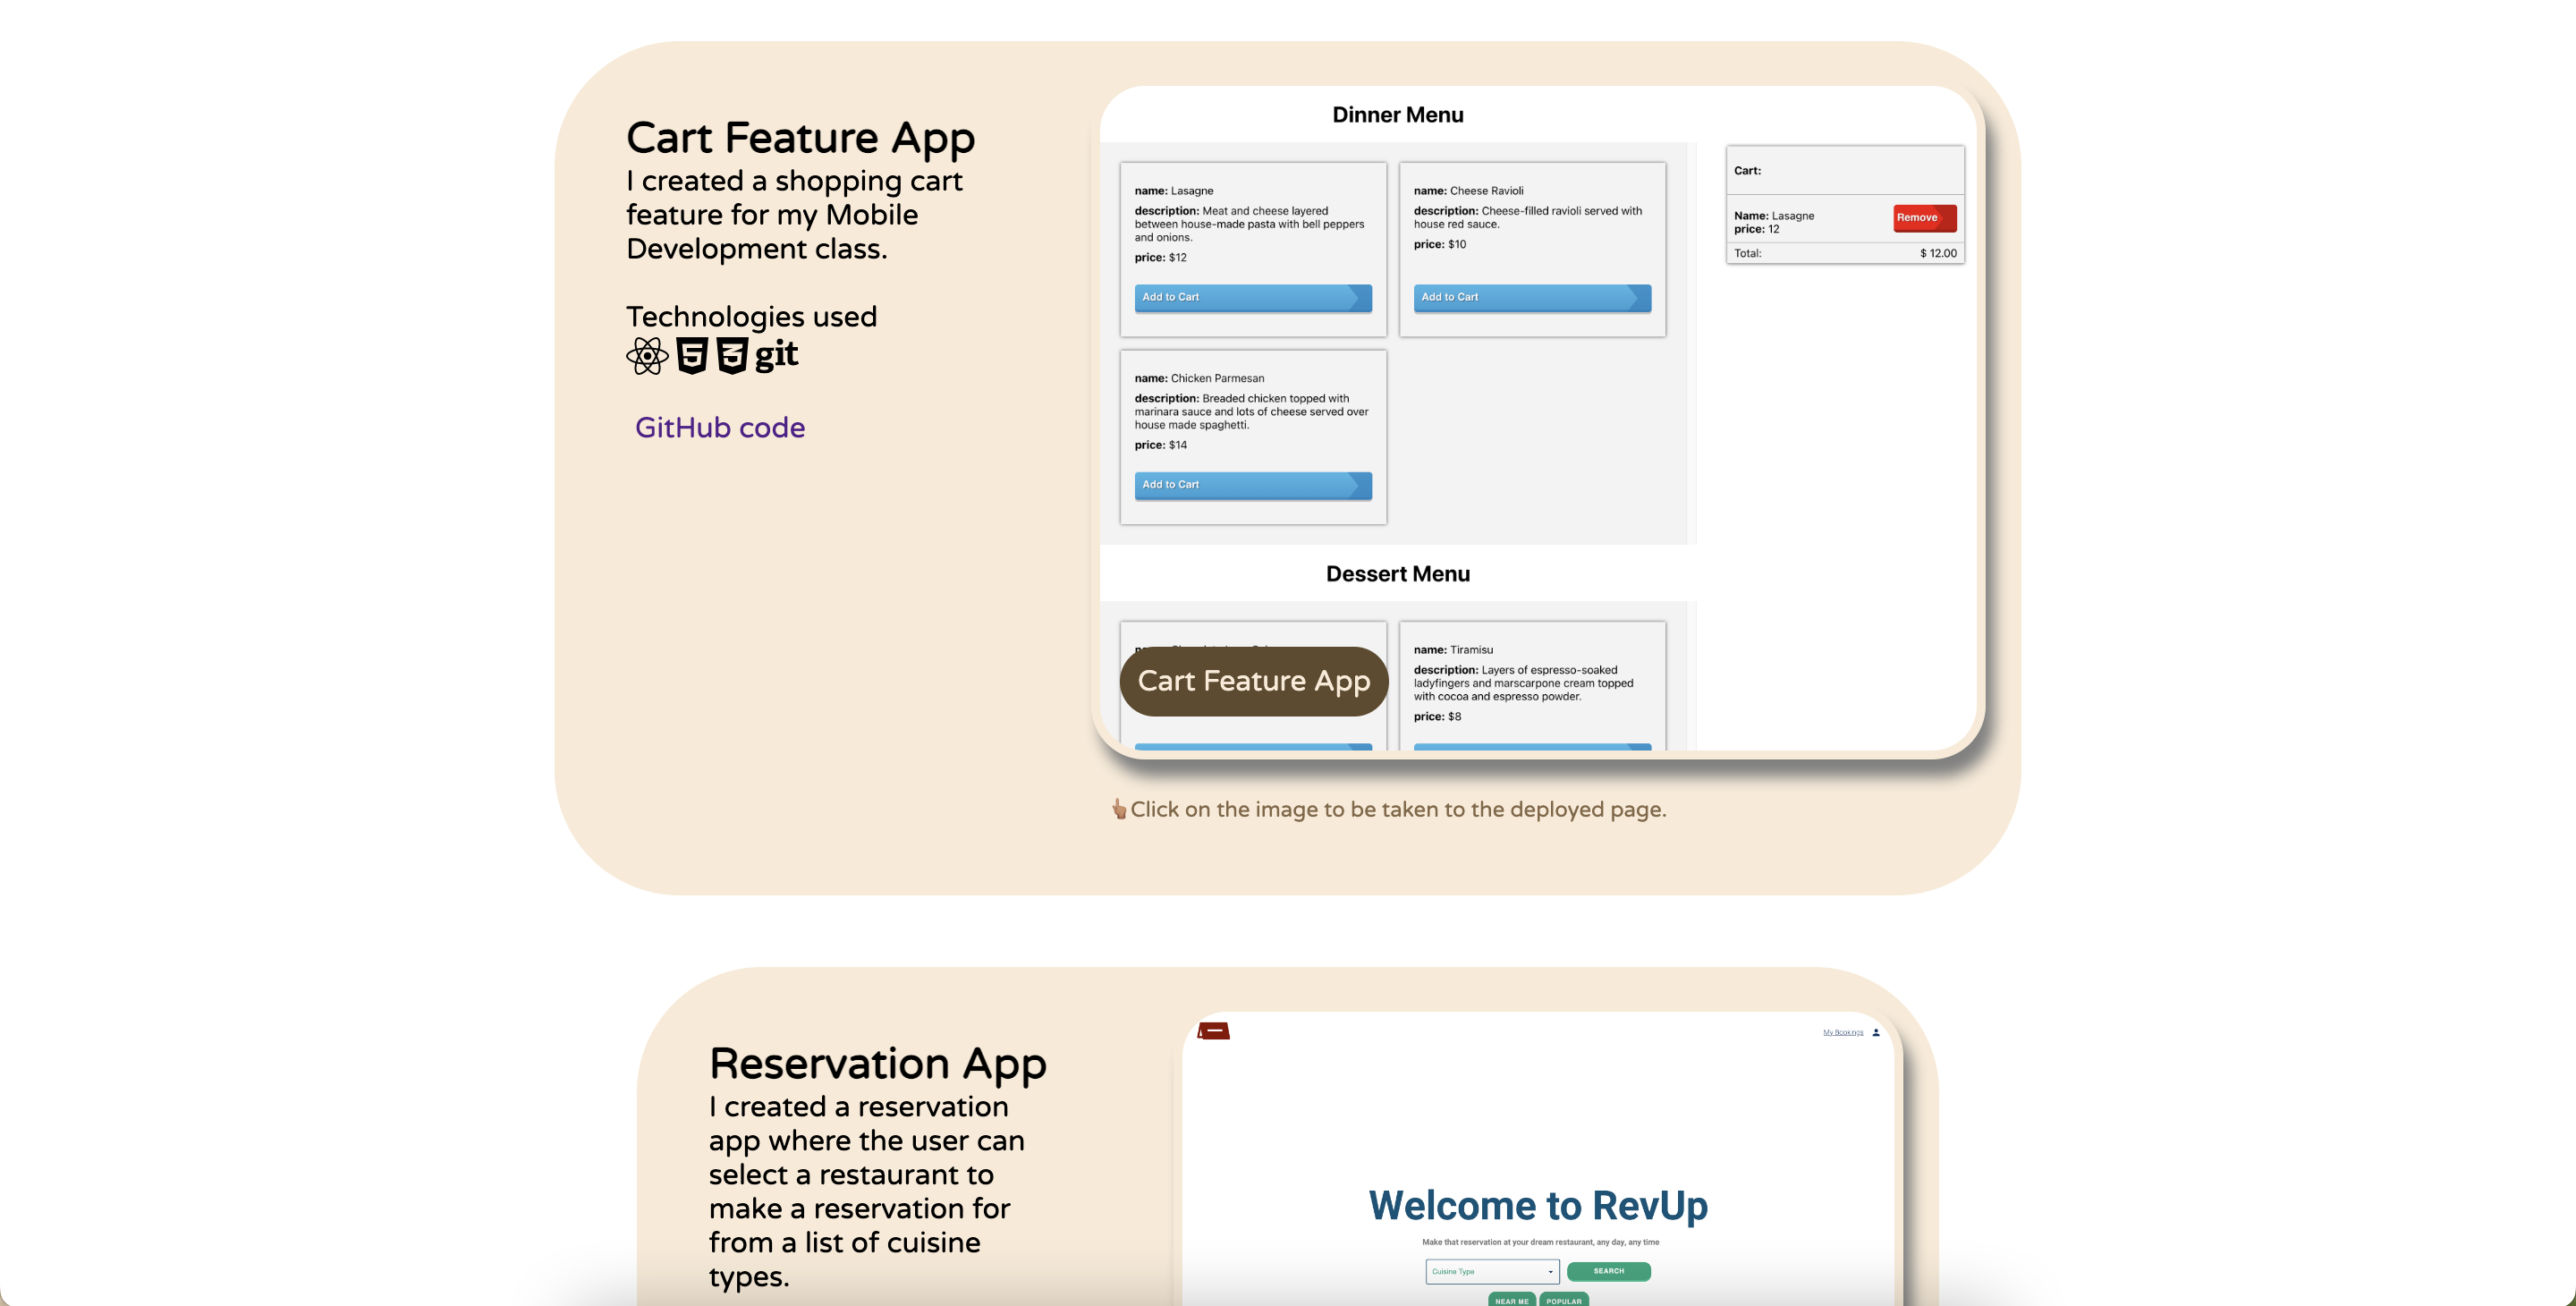 Cart Feature App
I created a shopping cart
feature for my Mobile
Development class.
Technologies used
git
GitHub code
Dinner Menu
name: Lasagne
description: Meat and cheese layered
between house-made pasta with bell peppers
and onions.
price: $12
Add to Cart
name: Cheese Ravioli
description: Cheese-filled ravioli served with
house red sauce.
price: $10
Add to Cart
name: Chicken Parmesan
description: Breaded chicken topped with
marinara sauce and lots of cheese served over
house made spaghetti.
price: $14
Add to Cart
Cart:
Name: Lasagne
price: 12
Remove
Total: $ 12.00
Dessert Menu
Cart Feature App
name: Tiramisu
description: Layers of espresso-soaked
ladyfingers and marscarpone cream topped
with cocoa and espresso powder.
price: $8
👆🏽Click on the image to be taken to the deployed page.
Reservation App
I created a reservation
app where the user can
select a restaurant to
make a reservation for
from a list of cuisine
types.
My Bookings
Welcome to RevUp
Make that reservation at your dream restaurant, any day, any time
Cuisine Type
SEARCH
NEAR ME
POPULAR